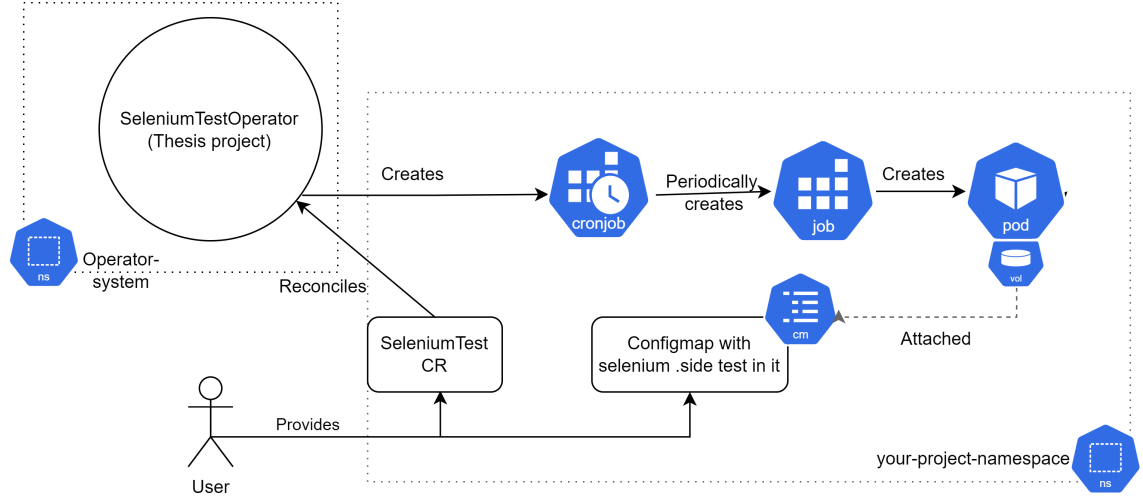 SeleniumTestOperator
(Thesis project)
Creates
Periodically
creates
Creates
cronjob
job
pod
ns
Operator-
system
vol
Reconciles
cm
SeleniumTest
CR
Configmap with
selenium .side test in it
Attached
Provides
User
your-project-namespace
ns